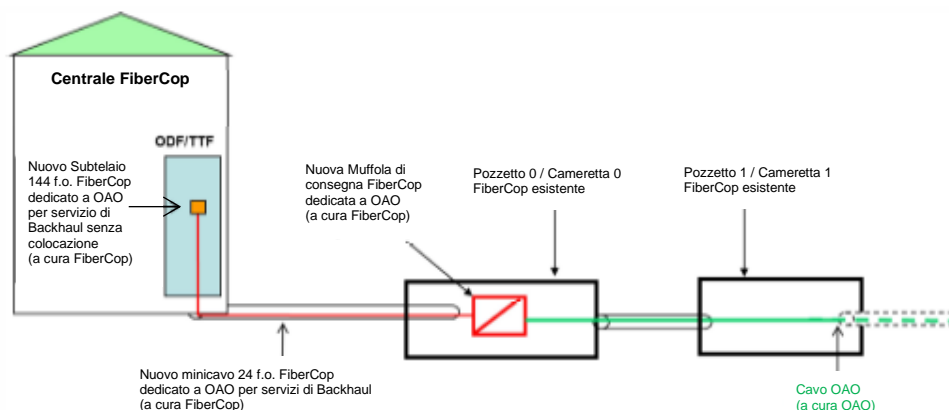 Centrale FiberCop
ODF/TTF
Nuovo Subtelaio
144 f.o. FiberCop
dedicato a OAO
per servizio di
Backhaul senza
colocazione
(a cura FiberCop)
Nuova Muffola di
consegna FiberCop
dedicata a OAO
(a cura FiberCop)
Pozzetto 0 / Cameretta 0
FiberCop esistente
Pozzetto 1 / Cameretta 1
FiberCop esistente
Nuovo minicavo 24 f.o. FiberCop
dedicato a OAO per servizi di Backhaul
(a cura FiberCop)
Cavo OAO
(a cura OAO)